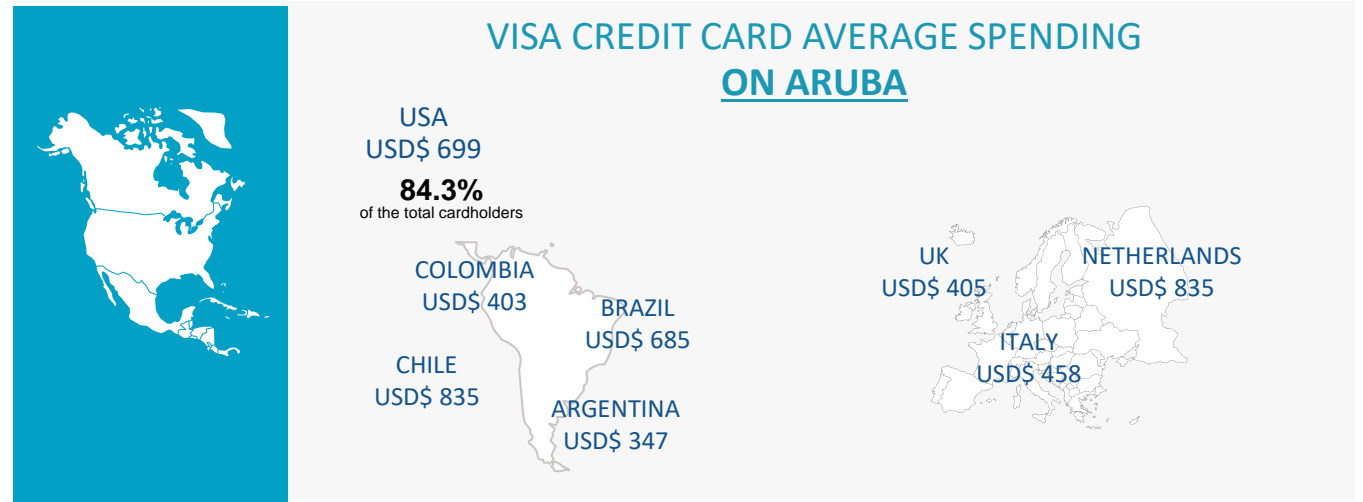 VISA CREDIT CARD AVERAGE SPENDING
ON ARUBA
USA
USD$ 699
84.3%
of the total cardholders
COLOMBIA
USD$ 403
BRAZIL
USD$ 685
CHILE
USD$ 835
ARGENTINA
USD$ 347
UK
USD$ 405
NETHERLANDS
USD$ 835
ITALY
USD$ 458